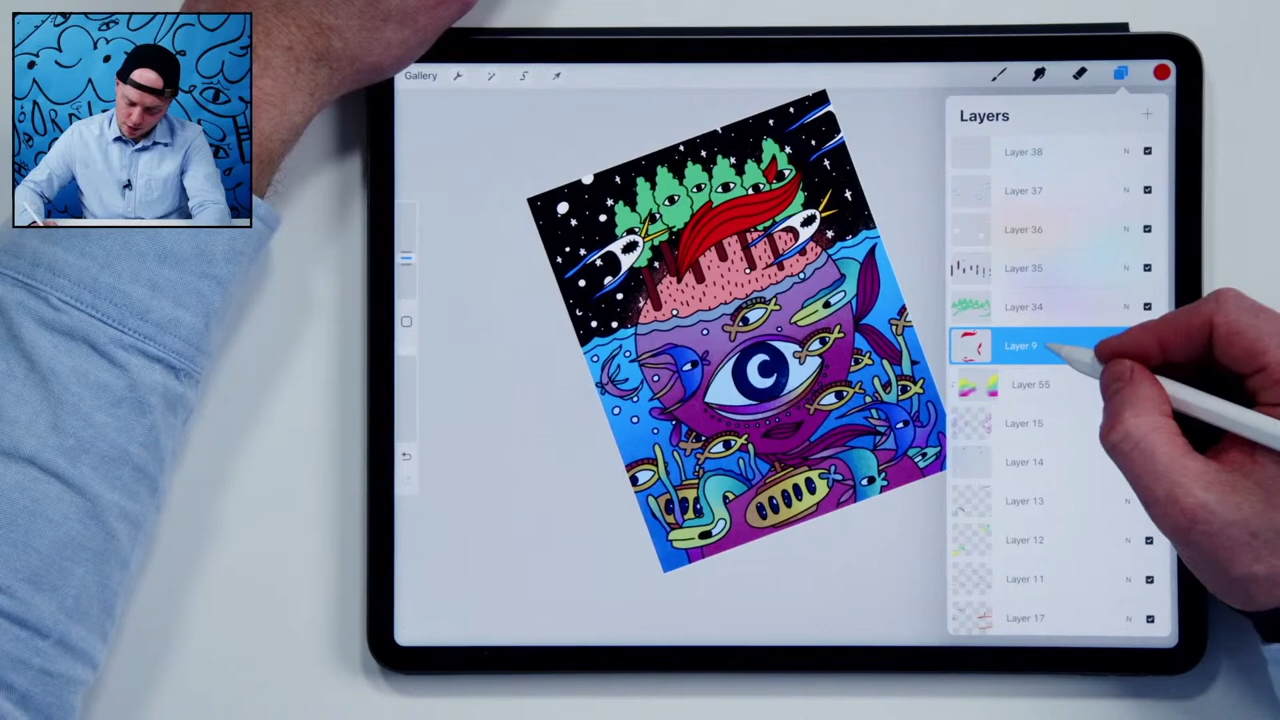 Gallery
Layers
Layer 38 N
Layer 37 N
Layer 36 N
Layer 35 N
Layer 34 N
Layer 9
Layer 55
Layer 15
Layer 14
Layer 13 N
Layer 12 N
Layer 11 N
Layer 17 N